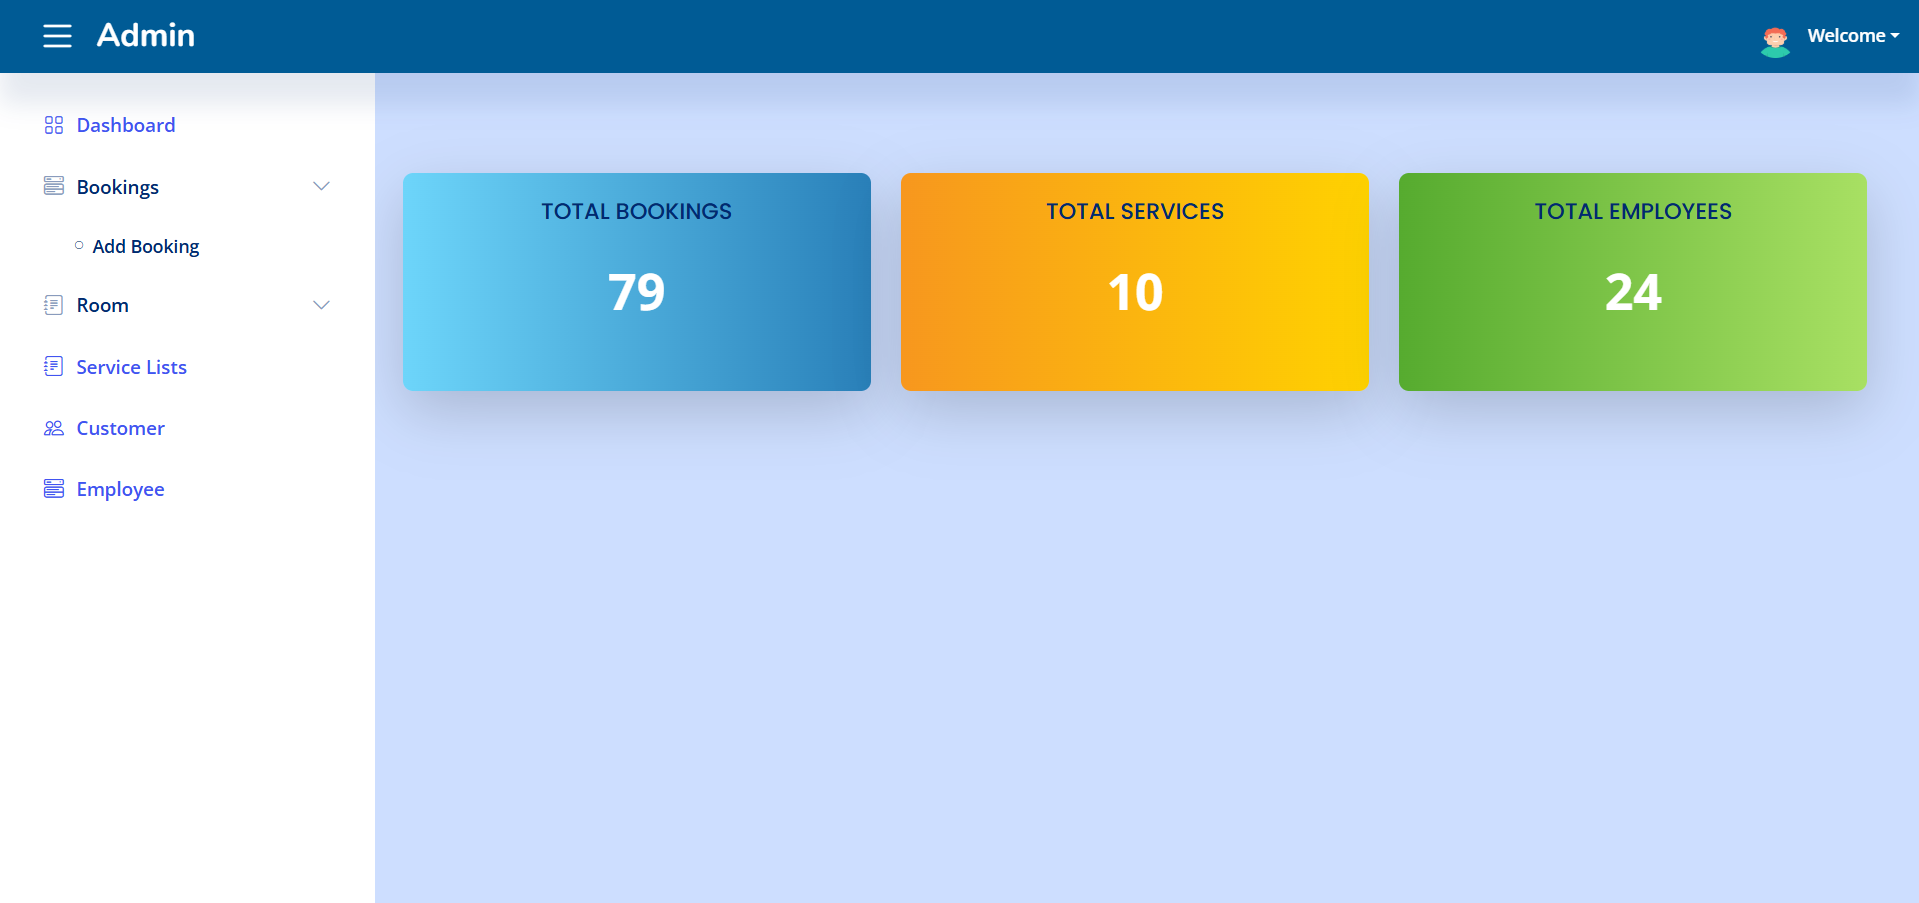 Admin
Welcome
Dashboard
Bookings
Add Booking
Room
Service Lists
Customer
Employee
TOTAL BOOKINGS
79
TOTAL SERVICES
10
TOTAL EMPLOYEES
24